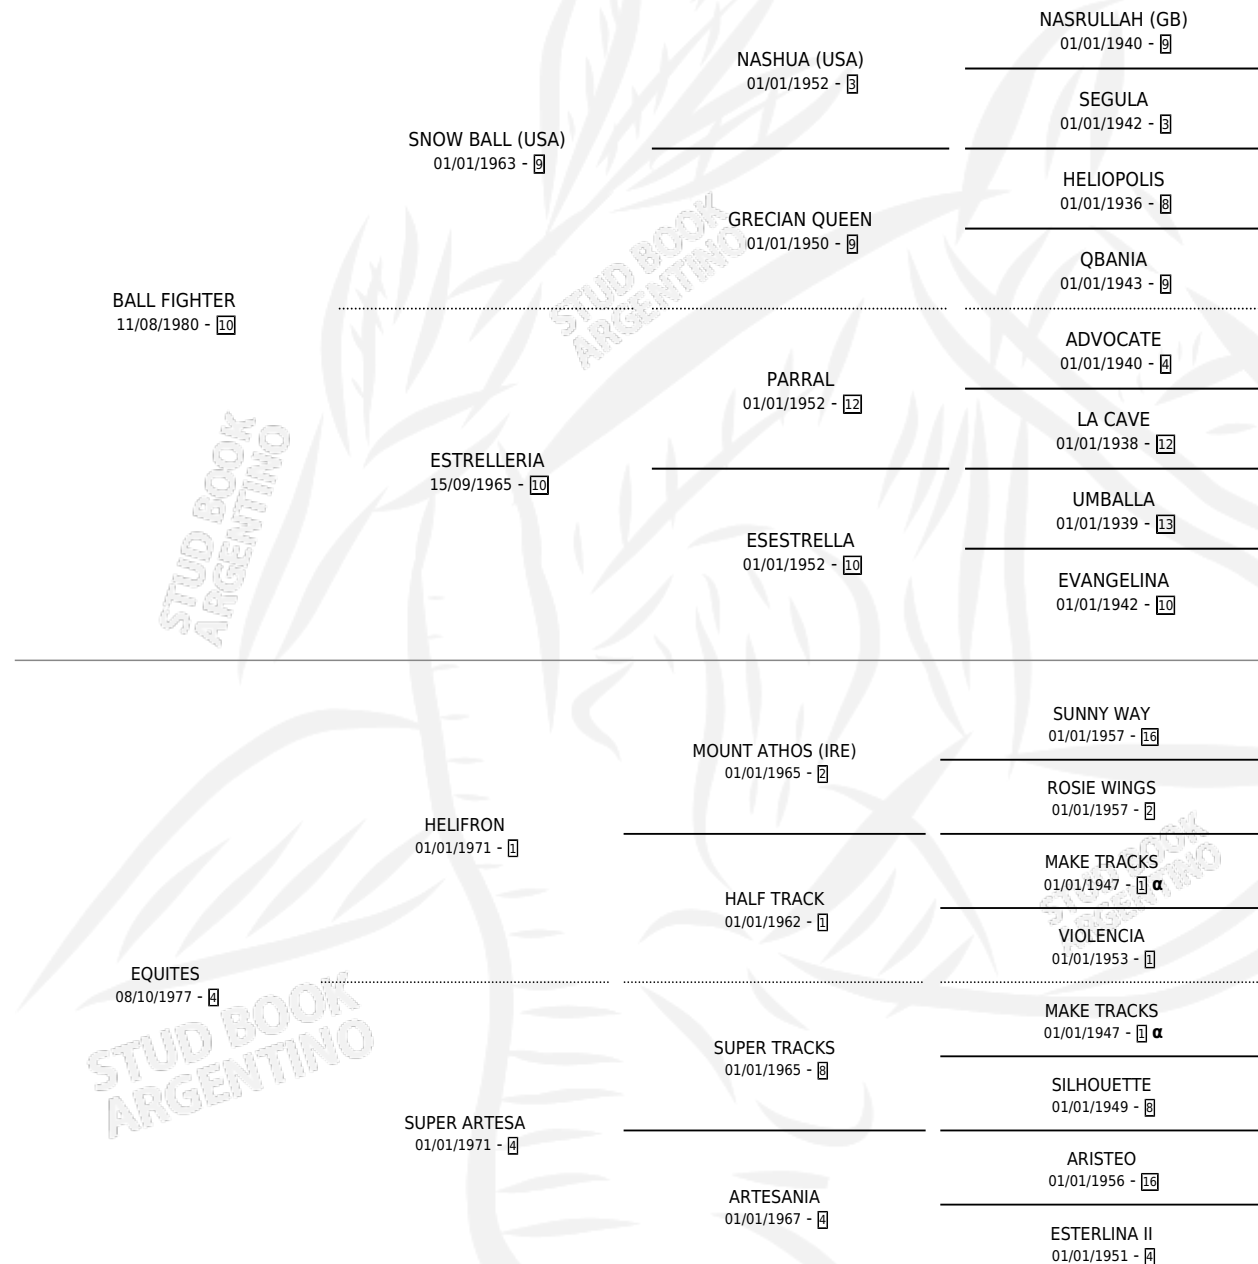 NASRULLAH (GB)
01/01/1940 - 9
NASHUA (USA)
01/01/1952 - 3
SEGULA
01/01/1942 - 3
SNOW BALL (USA)
01/01/1963 - 9
HELIOPOLIS
01/01/1936 - 8
GRECIAN QUEEN
01/01/1950 - 9
QBANIA
01/01/1943 - 9
STUD BOOK
ARGENTINO
BALL FIGHTER
11/08/1980 - 10
ADVOCATE
01/01/1940 - 4
PARRAL
01/01/1952 - 12
LA CAVE
01/01/1938 - 12
ESTRELLERIA
15/09/1965 - 10
UMBALLA
01/01/1939 - 13
ESESTRELLA
01/01/1952 - 10
EVANGELINA
01/01/1942 - 10
STUD BOOK
ARGENTINO
SUNNY WAY
01/01/1957 - 16
MOUNT ATHOS (IRE)
01/01/1965 - 2
ROSIE WINGS
01/01/1957 - 2
HELIFRON
01/01/1971 - 1
MAKE TRACKS
01/01/1947 - 1 α
HALF TRACK
01/01/1962 - 1
VIOLENCIA
01/01/1953 - 1
STUD BOOK
ARGENTINO
EQUITES
08/10/1977 - 4
MAKE TRACKS
01/01/1947 - 1 α
SUPER TRACKS
01/01/1965 - 8
SILHOUETTE
01/01/1949 - 8
STUD BOOK
ARGENTINO
SUPER ARTESA
01/01/1971 - 4
ARISTEO
01/01/1956 - 16
ARTESANIA
01/01/1967 - 4
ESTERLINA II
01/01/1951 - 4